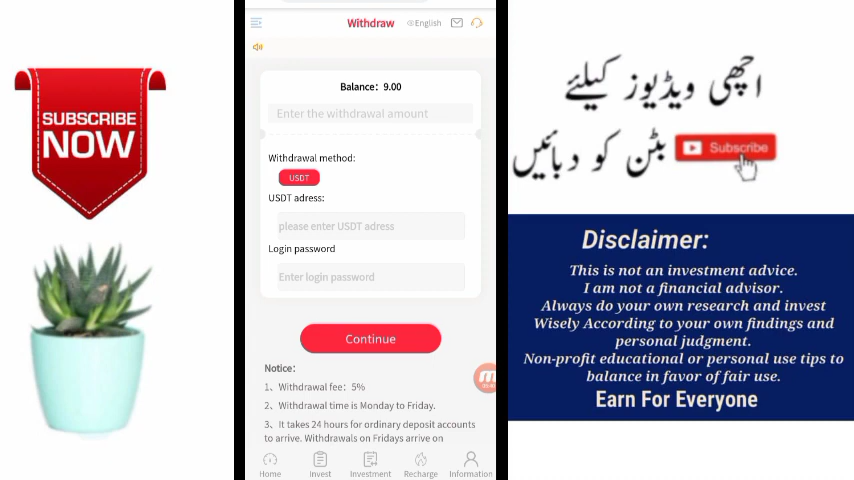 SUBSCRIBE
NOW
Withdraw
English
Balance: 9.00
Enter the withdrawal amount
Withdrawal method:
USDT
USDT adress:
please enter USDT adress
Login password
Enter login password
Continue
Notice:
1、Withdrawal fee: 5%
2、Withdrawal time is Monday to Friday.
3、It takes 24 hours for ordinary deposit accounts
to arrive. Withdrawals on Fridays arrive on
Home Invest Investment Recharge Information
اچھی ویڈیوز کیلئے
بٹن کو دبائیں Subscribe
Disclaimer:
This is not an investment advice.
I am not a financial advisor.
Always do your own research and invest
Wisely According to your own findings and
personal judgment.
Non-profit educational or personal use tips to
balance in favor of fair use.
Earn For Everyone